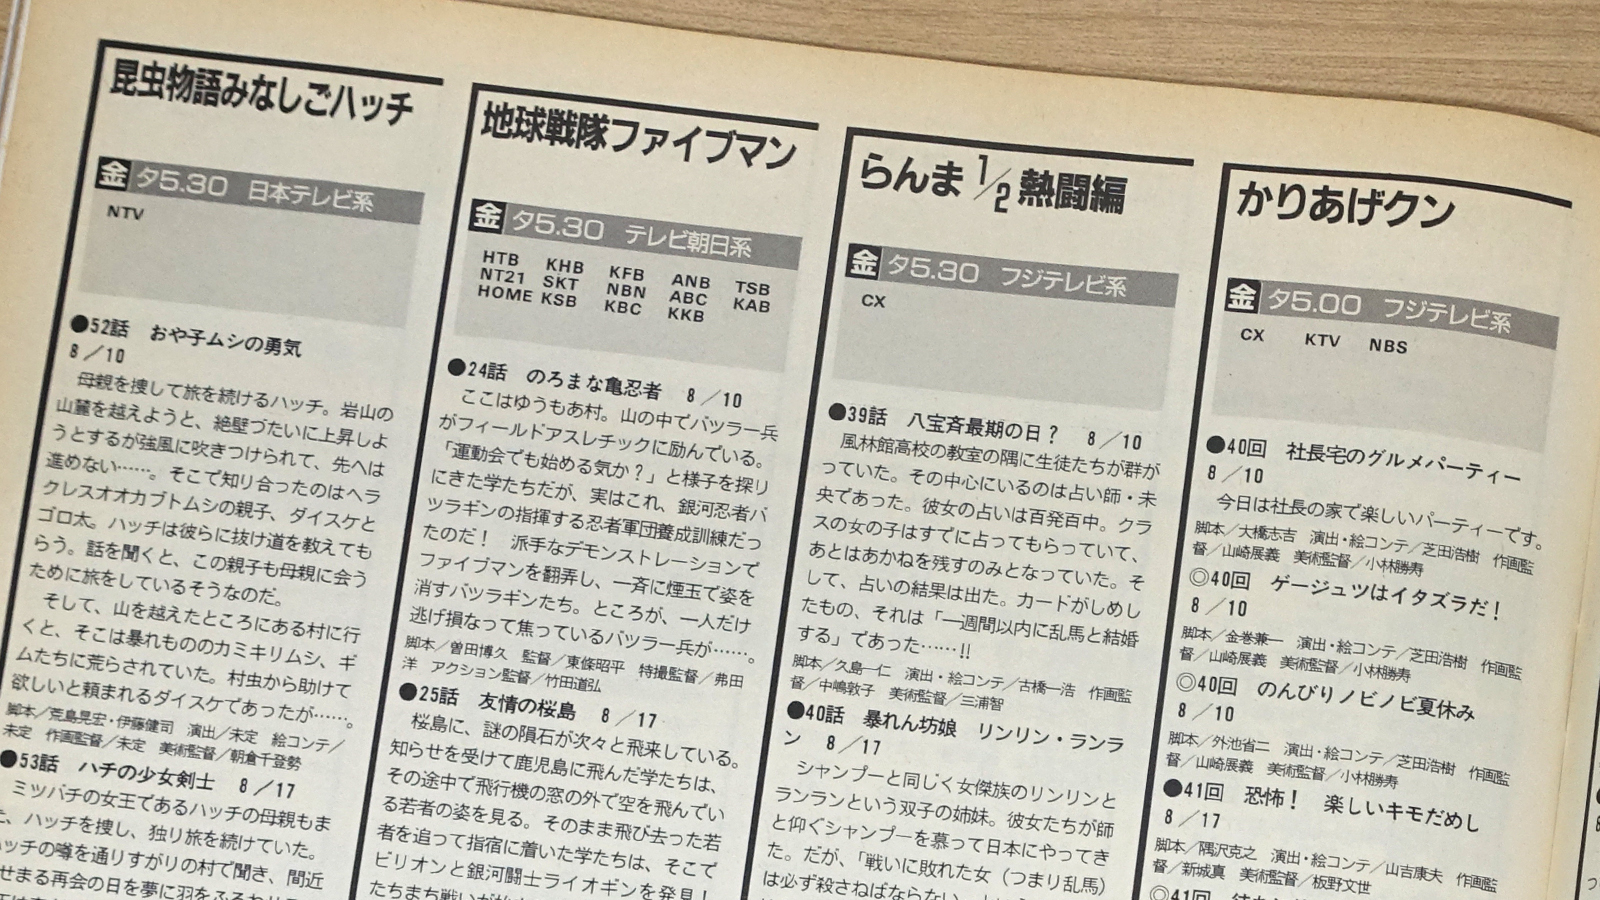 昆虫物語みなしごハッチ
金 夕5.30 日本テレビ系
NTV
●52話 おや子ムシの勇気
8/10
母親を捜して旅を続けるハッチ。岩山の
山麓を越えようと、絶壁づたいに上昇しよ
うとするが強風に吹きつけられて、先へは
進めない……。そこで知り合ったのはヘラ
クレスオオカブトムシの親子、ダイスケと
ゴロ太。ハッチは彼らに抜け道を教えても
らう。話を聞くと、この親子も母親に会う
ために旅をしているそうなのだ。
そして、山を越えたところにある村に行
くと、そこは暴れもののカミキリムシ、ギ
ムたちに荒らされていた。村虫から助けて
欲しいと頼まれるダイスケであったが……。
脚本/荒島晃宏・伊藤健司 演出/未定 絵コンテ/
未定 作画監督/未定 美術監督/朝倉千登勢
●53話 ハチの少女剣士 8/17
ミツバチの女王であるハッチの母親もま
た、ハッチを捜し、独り旅を続けていた。
ハッチの噂を通りすがりの村で聞き、間近
せまる再会の日を夢に羽を
地球戦隊ファイブマン
金 夕5.30 テレビ朝日系
HTB KHB KFB ANB TSB
NT21 SKT NBN ABC KAB
HOME KSB KBC KKB
●24話 のろまな亀忍者 8/10
ここはゆうもあ村。山の中でバツラー兵
がフィールドアスレチックに励んでいる。
「運動会でも始める気か?」と様子を探り
にきた学たちだが、実はこれ、銀河忍者バ
ツラギンの指揮する忍者軍団養成訓練だっ
たのだ! 派手なデモンストレーションで
ファイブマンを翻弄し、一斉に煙玉で姿を
消すバツラギンたち。ところが、一人だけ
逃げ損なって焦っているバツラー兵が……。
脚本/曽田博久 監督/東條昭平 特撮監督/弗田
洋 アクション監督/竹田道弘
●25話 友情の桜島 8/17
桜島に、謎の隕石が次々と飛来している。
知らせを受けて鹿児島に飛んだ学たちは、
その途中で飛行機の窓の外で空を飛んでい
る若者の姿を見る。そのまま飛び去った若
者を追って指宿に着いた学たちは、そこで
ビリオンと銀河闘士ライオギンを発見!
たちまち戦いが
らんま1/2熱闘編
金 夕5.30 フジテレビ系
CX
●39話 八宝斉最期の日? 8/10
風林館高校の教室の隅に生徒たちが群が
っていた。その中心にいるのは占い師・未
央であった。彼女の占いは百発百中。クラ
スの女の子はすでに占ってもらっていて、
あとはあかねを残すのみとなっていた。そ
して、占いの結果は出た。カードがしめし
たもの、それは「一週間以内に乱馬と結婚
する」であった……!!
脚本/久島一仁 演出・絵コンテ/古橋一浩 作画監
督/中嶋敦子 美術監督/三浦智
●40話 暴れん坊娘 リンリン・ランラ
ン 8/17
シャンプーと同じく女傑族のリンリンと
ランランという双子の姉妹。彼女たちが師
と仰ぐシャンプーを慕って日本にやってき
た。だが、「戦いに敗れた女(つまり乱馬)
は必ず殺さねばならない
かりあげクン
金 夕5.00 フジテレビ系
CX KTV NBS
●40回 社長宅のグルメパーティー
8/10
今日は社長の家で楽しいパーティーです。
脚本/大橋志吉 演出・絵コンテ/芝田浩樹 作画監
督/山崎展義 美術監督/小林勝寿
◎40回 ゲージュツはイタズラだ!
8/10
脚本/金巻兼一 演出・絵コンテ/芝田浩樹 作画監
督/山崎展義 美術監督/小林勝寿
◎40回 のんびりノビノビ夏休み
8/10
脚本/外池省二 演出・絵コンテ/芝田浩樹 作画監
督/山崎展義 美術監督/小林勝寿
●41回 恐怖! 楽しいキモだめし
8/17
脚本/隅沢克之 演出・絵コンテ/山吉康夫 作画監
督/新城真 美術監督/板野文世
◎41回